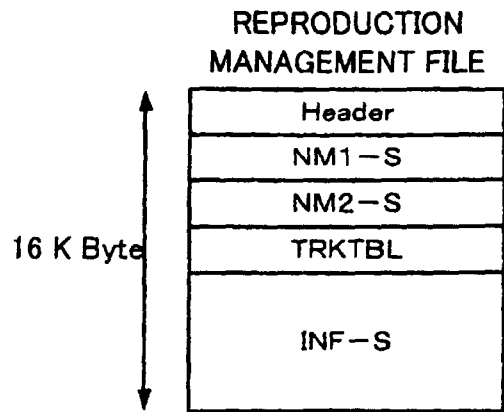 REPRODUCTION
MANAGEMENT FILE
Header
NM1-S
NM2-S
16 K Byte
TRKTBL
INF-S